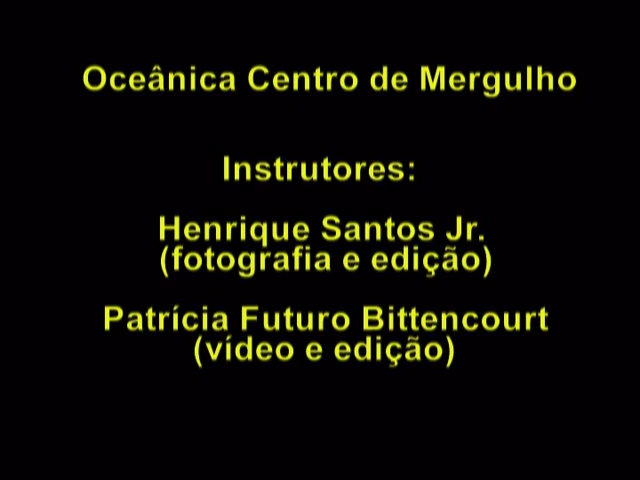 Oceânica Centro de Mergulho
Instrutores:
Henrique Santos Jr.
(fotografia e edição)
Patrícia Futuro Bittencourt
(vídeo e edição)